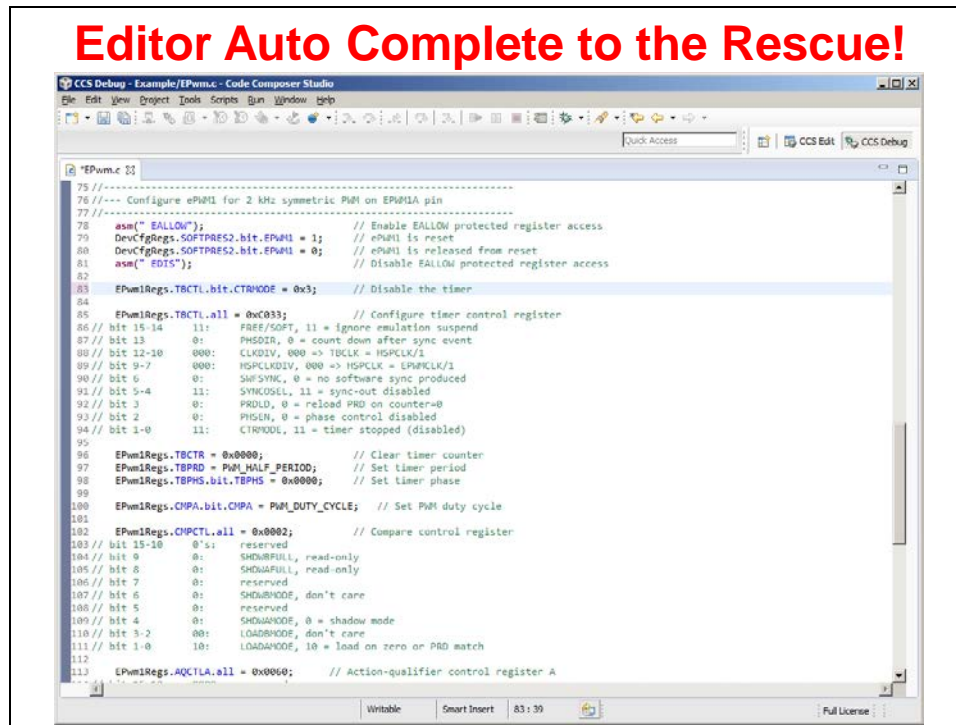 Editor Auto Complete to the Rescue!
CCS Debug - Example/EPwm.c - Code Composer Studio
File Edit View Project Tools Scripts Run Window Help
Quick Access CCS Edit CCS Debug
*EPwm.c
75 //---------------------------------------------------------------------
76 //--- Configure ePWM1 for 2 kHz symmetric PWM on EPWM1A pin
77 //---------------------------------------------------------------------
78 asm(" EALLOW"); // Enable EALLOW protected register access
79 DevCfgRegs.SOFTPRES2.bit.EPWM1 = 1; // ePWM1 is reset
80 DevCfgRegs.SOFTPRES2.bit.EPWM1 = 0; // ePWM1 is released from reset
81 asm(" EDIS"); // Disable EALLOW protected register access
82
83 EPwm1Regs.TBCTL.bit.CTRMODE = 0x3; // Disable the timer
84
85 EPwm1Regs.TBCTL.all = 0xC033; // Configure timer control register
86 // bit 15-14 11: FREE/SOFT, 11 = ignore emulation suspend
87 // bit 13 0: PHSDIR, 0 = count down after sync event
88 // bit 12-10 000: CLKDIV, 000 => TBCLK = HSPCLK/1
89 // bit 9-7 000: HSPCLKDIV, 000 => HSPCLK = EPWMCLK/1
90 // bit 6 0: SWFSYNC, 0 = no software sync produced
91 // bit 5-4 11: SYNCOSEL, 11 = sync-out disabled
92 // bit 3 0: PRDLD, 0 = reload PRD on counter=0
93 // bit 2 0: PHSEN, 0 = phase control disabled
94 // bit 1-0 11: CTRMODE, 11 = timer stopped (disabled)
95
96 EPwm1Regs.TBCTR = 0x0000; // Clear timer counter
97 EPwm1Regs.TBPRD = PWM_HALF_PERIOD; // Set timer period
98 EPwm1Regs.TBPHS.bit.TBPHS = 0x0000; // Set timer phase
99
100 EPwm1Regs.CMPA.bit.CMPA = PWM_DUTY_CYCLE; // Set PWM duty cycle
101
102 EPwm1Regs.CMPCTL.all = 0x0002; // Compare control register
103 // bit 15-10 0's: reserved
104 // bit 9 0: SHDWBFULL, read-only
105 // bit 8 0: SHDWAFULL, read-only
106 // bit 7 0: reserved
107 // bit 6 0: SHDWBMODE, don't care
108 // bit 5 0: reserved
109 // bit 4 0: SHDWAMODE, 0 = shadow mode
110 // bit 3-2 00: LOADBMODE, don't care
111 // bit 1-0 10: LOADAMODE, 10 = load on zero or PRD match
112
113 EPwm1Regs.AQCTLA.all = 0x0060; // Action-qualifier control register A
Writable Smart Insert 83 : 39 Full License